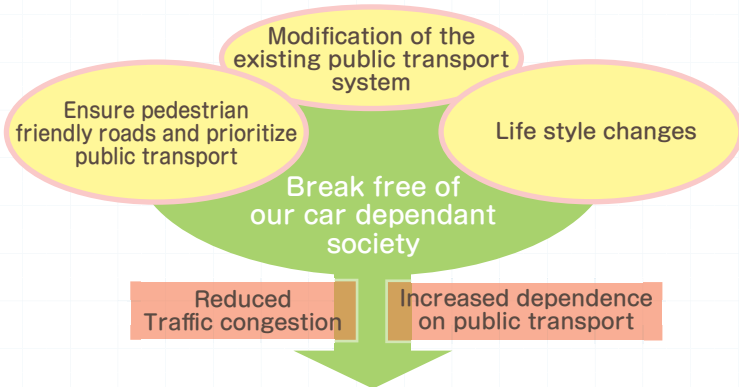 Modification of the
existing public transport
system
Ensure pedestrian
friendly roads and prioritize
public transport
Life style changes
Break free of
our car dependant
society
Reduced
Traffic congestion
Increased dependence
on public transport